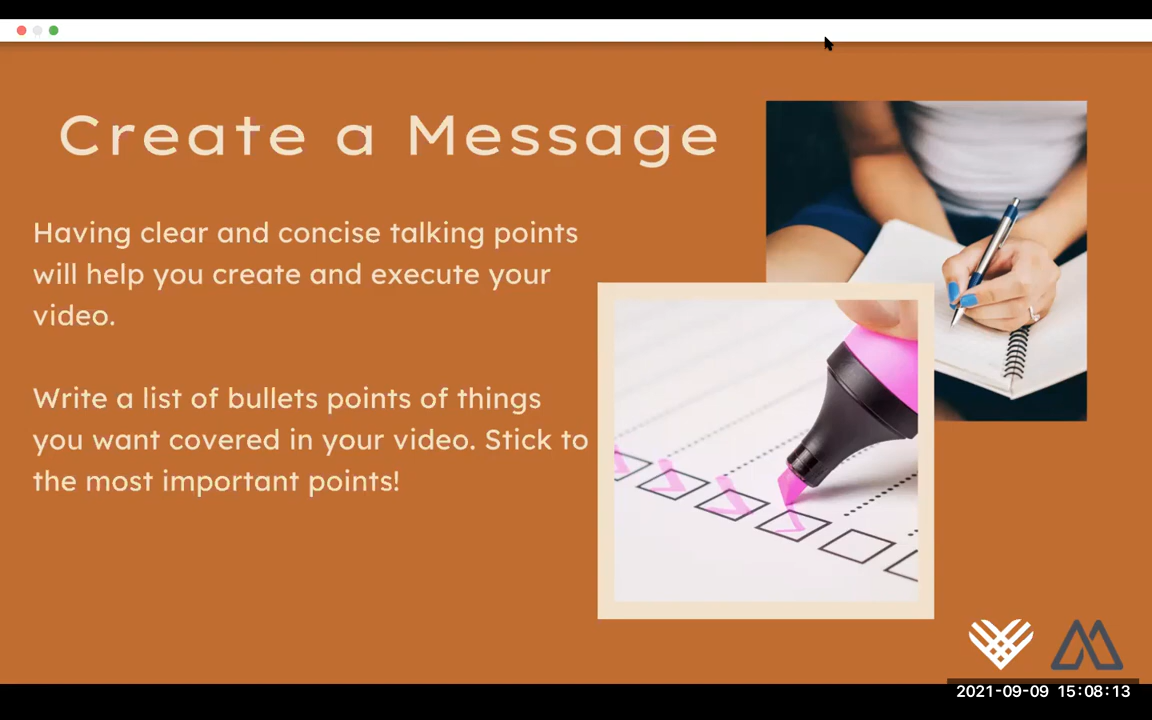 Create a Message
Having clear and concise talking points
will help you create and execute your
video.
Write a list of bullets points of things
you want covered in your video. Stick to
the most important points!
2021-09-09 15:08:13